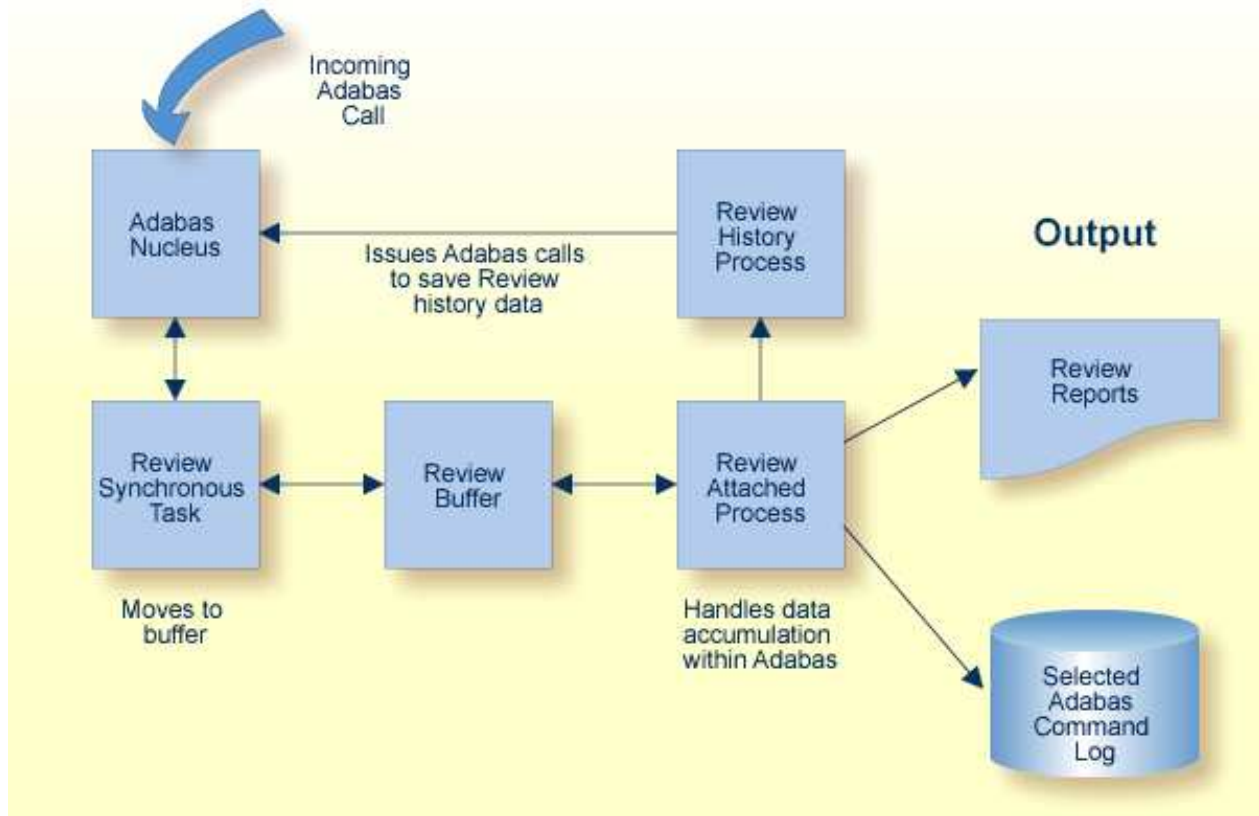 Incoming
Adabas
Call
Adabas
Nucleus
Issues Adabas calls
to save Review
history data
Review
History
Process
Output
Review
Reports
Review
Synchronous
Task
Review
Buffer
Review
Attached
Process
Moves to
buffer
Handles data
accumulation
within Adabas
Selected
Adabas
Command
Log